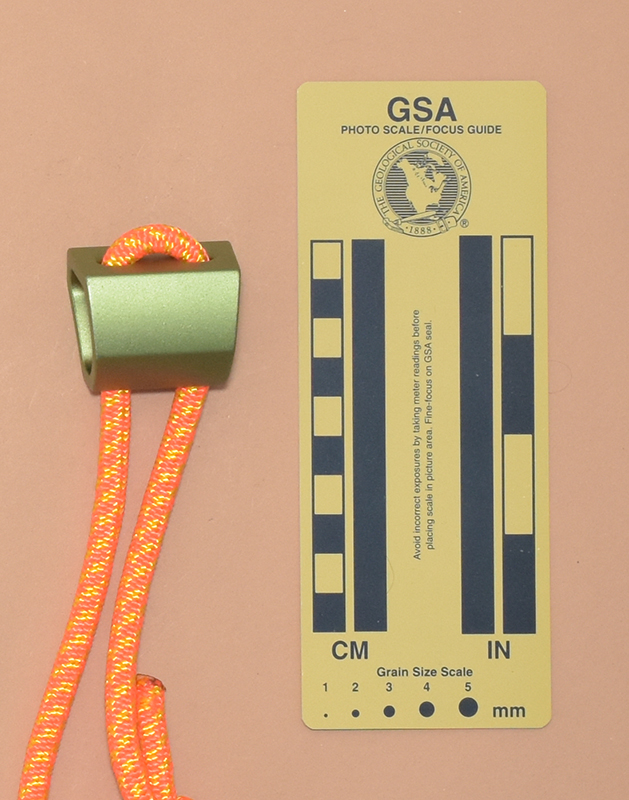 GSA
PHOTO SCALE/FOCUS GUIDE
THE GEOLOGICAL SOCIETY OF AMERICA
· 1888 ·
®
Avoid incorrect exposures by taking meter readings before
placing scale in picture area. Fine-focus on GSA seal.
CM IN
Grain Size Scale
1 2 3 4 5
mm